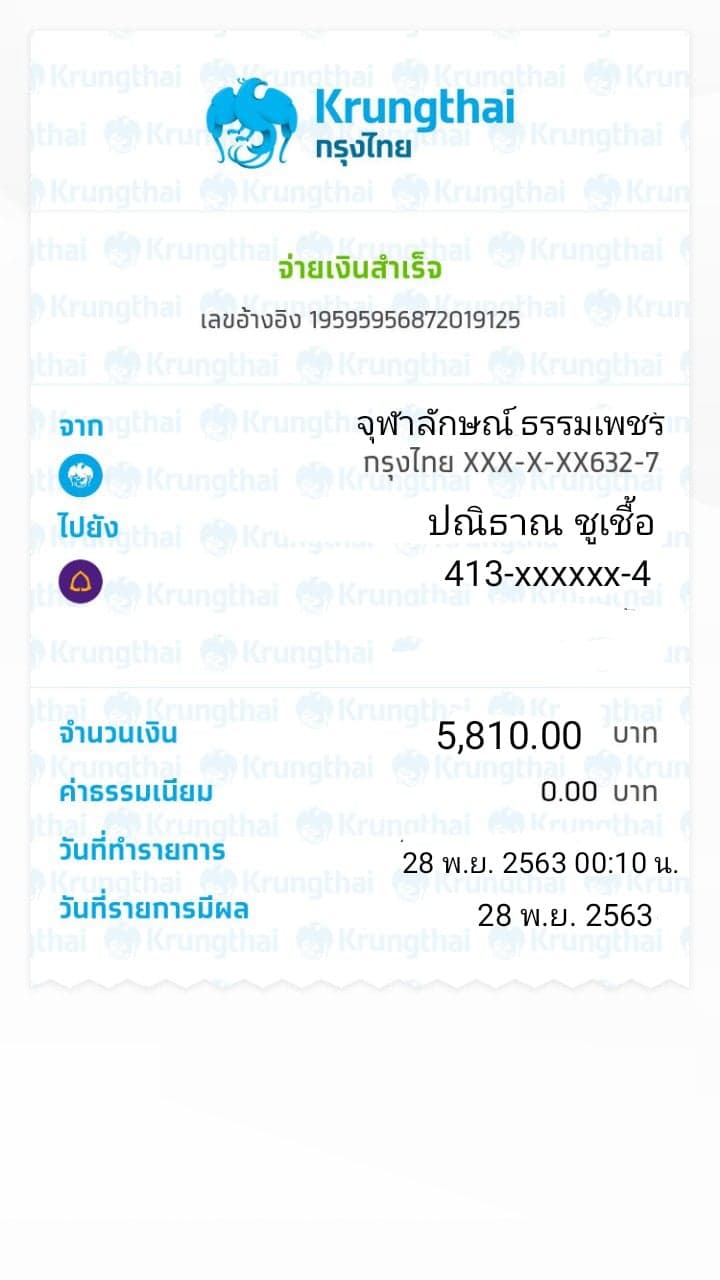 Krungthai
กรุงไทย
จ่ายเงินสำเร็จ
เลขอ้างอิง 19595956872019125
จาก
จุฬาลักษณ์ ธรรมเพชร
กรุงไทย XXX-X-XX632-7
ไปยัง
ปณิธาณ ชูเชื้อ
413-xxxxxx-4
จำนวนเงิน 5,810.00 บาท
ค่าธรรมเนียม 0.00 บาท
วันที่ทำรายการ 28 พ.ย. 2563 00:10 น.
วันที่รายการมีผล 28 พ.ย. 2563